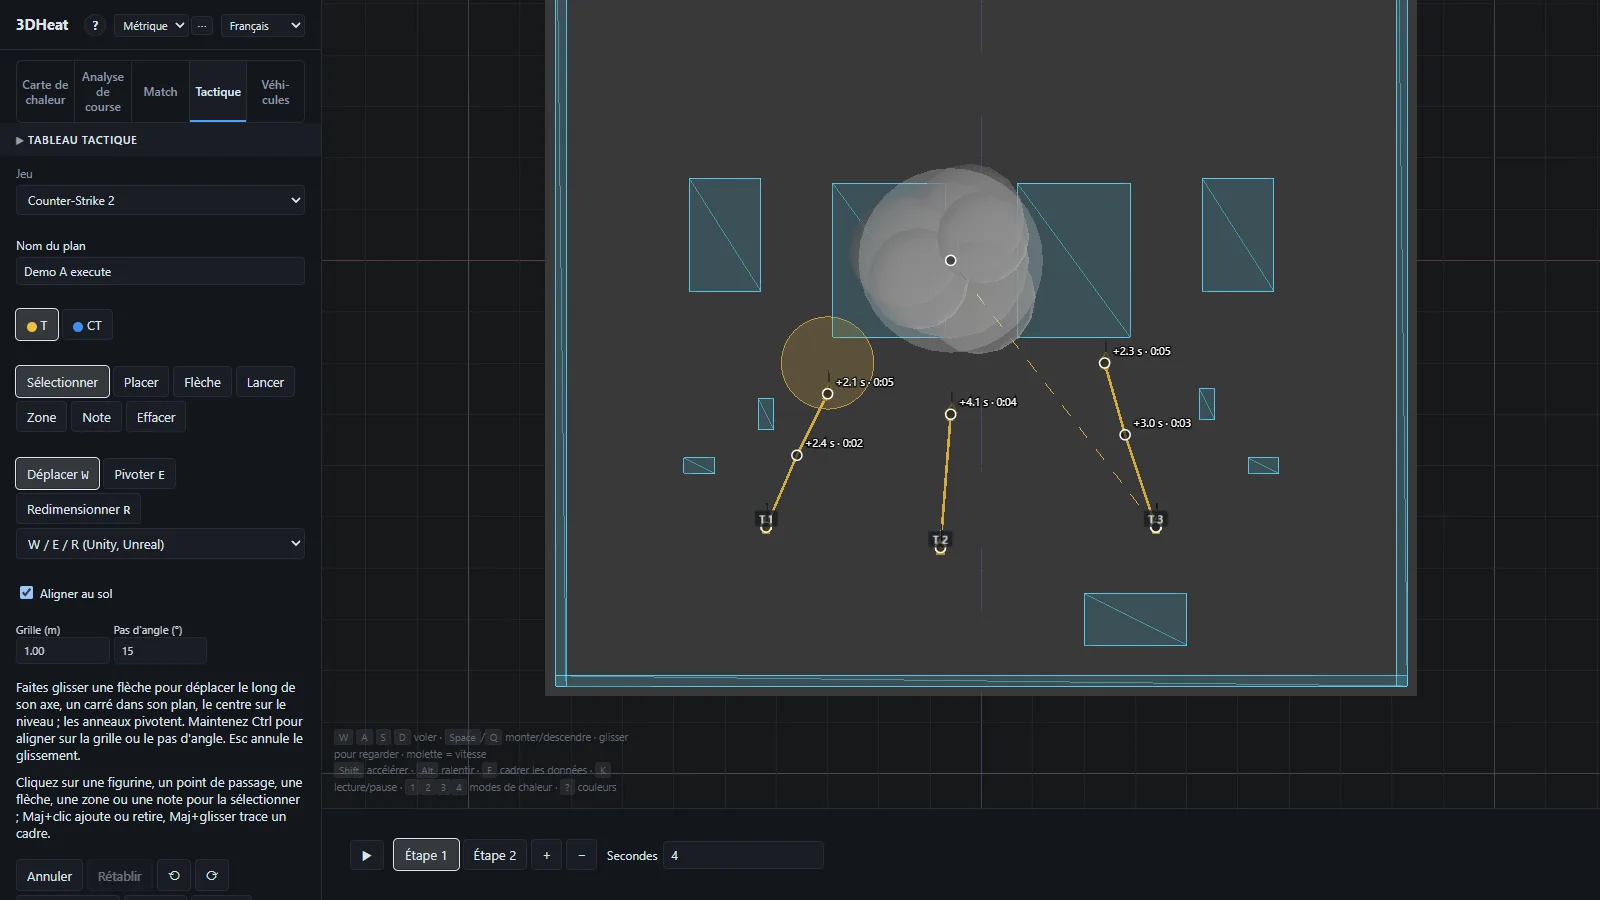 3DHeat ? Métrique ... Français
Carte de chaleur
Analyse de course
Match
Tactique
Véhi-cules
▶ TABLEAU TACTIQUE
Jeu
Counter-Strike 2
Nom du plan
Demo A execute
T CT
Sélectionner Placer Flèche Lancer
Zone Note Effacer
Déplacer W Pivoter E
Redimensionner R
W / E / R (Unity, Unreal)
Aligner au sol
Grille (m) Pas d'angle (°)
1.00 15
Faites glisser une flèche pour déplacer le long de
son axe, un carré dans son plan, le centre sur le
niveau ; les anneaux pivotent. Maintenez Ctrl pour
aligner sur la grille ou le pas d'angle. Esc annule le
glissement.
Cliquez sur une figurine, un point de passage, une
flèche, une zone ou une note pour la sélectionner
; Maj+clic ajoute ou retire, Maj+glisser trace un
cadre.
Annuler Rétablir
+2.3 s · 0:05
+2.1 s · 0:05
+4.1 s · 0:04
+3.0 s · 0:03
+2.4 s · 0:02
T1
T2
T3
W A S D voler · Space / Q monter/descendre · glisser
pour regarder · molette = vitesse
Shift accélérer · Alt ralentir · F cadrer les données · K
lecture/pause · 1 2 3 4 modes de chaleur · ? couleurs
Étape 1 Étape 2 + − Secondes 4